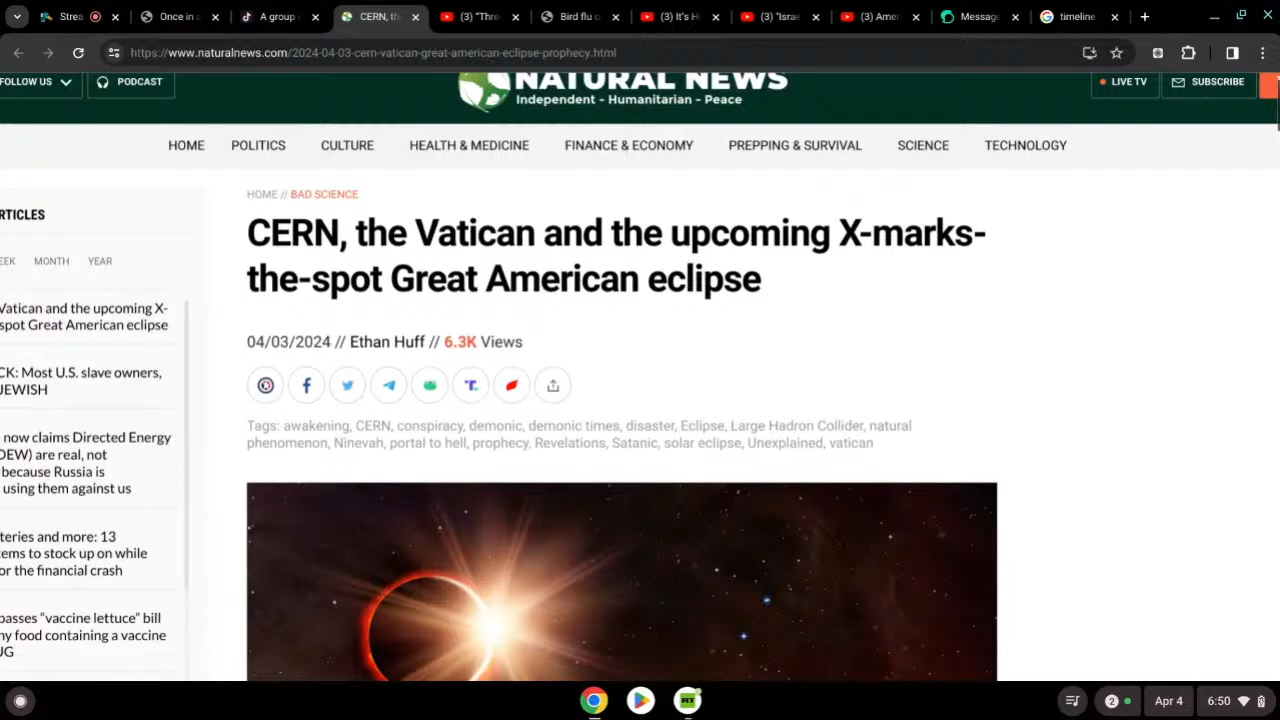 Strea
Once in a
A group o
CERN, the
(3) "Thre
Bird flu o
(3) It's H
(3) "Israe
(3) Amer
Message
timeline
https://www.naturalnews.com/2024-04-03-cern-vatican-great-american-eclipse-prophecy.html
FOLLOW US
PODCAST
NATURAL NEWS
Independent - Humanitarian - Peace
LIVE TV
SUBSCRIBE
HOME
POLITICS
CULTURE
HEALTH & MEDICINE
FINANCE & ECONOMY
PREPPING & SURVIVAL
SCIENCE
TECHNOLOGY
RTICLES
EEK
MONTH
YEAR
Vatican and the upcoming X-
spot Great American eclipse
CK: Most U.S. slave owners,
JEWISH
now claims Directed Energy
DEW) are real, not
because Russia is
using them against us
teries and more: 13
ems to stock up on while
or the financial crash
passes “vaccine lettuce” bill
ny food containing a vaccine
UG
HOME // BAD SCIENCE
CERN, the Vatican and the upcoming X-marks-
the-spot Great American eclipse
04/03/2024 // Ethan Huff // 6.3K Views
Tags: awakening, CERN, conspiracy, demonic, demonic times, disaster, Eclipse, Large Hadron Collider, natural
phenomenon, Ninevah, portal to hell, prophecy, Revelations, Satanic, solar eclipse, Unexplained, vatican
RT
2
Apr 4
6:50